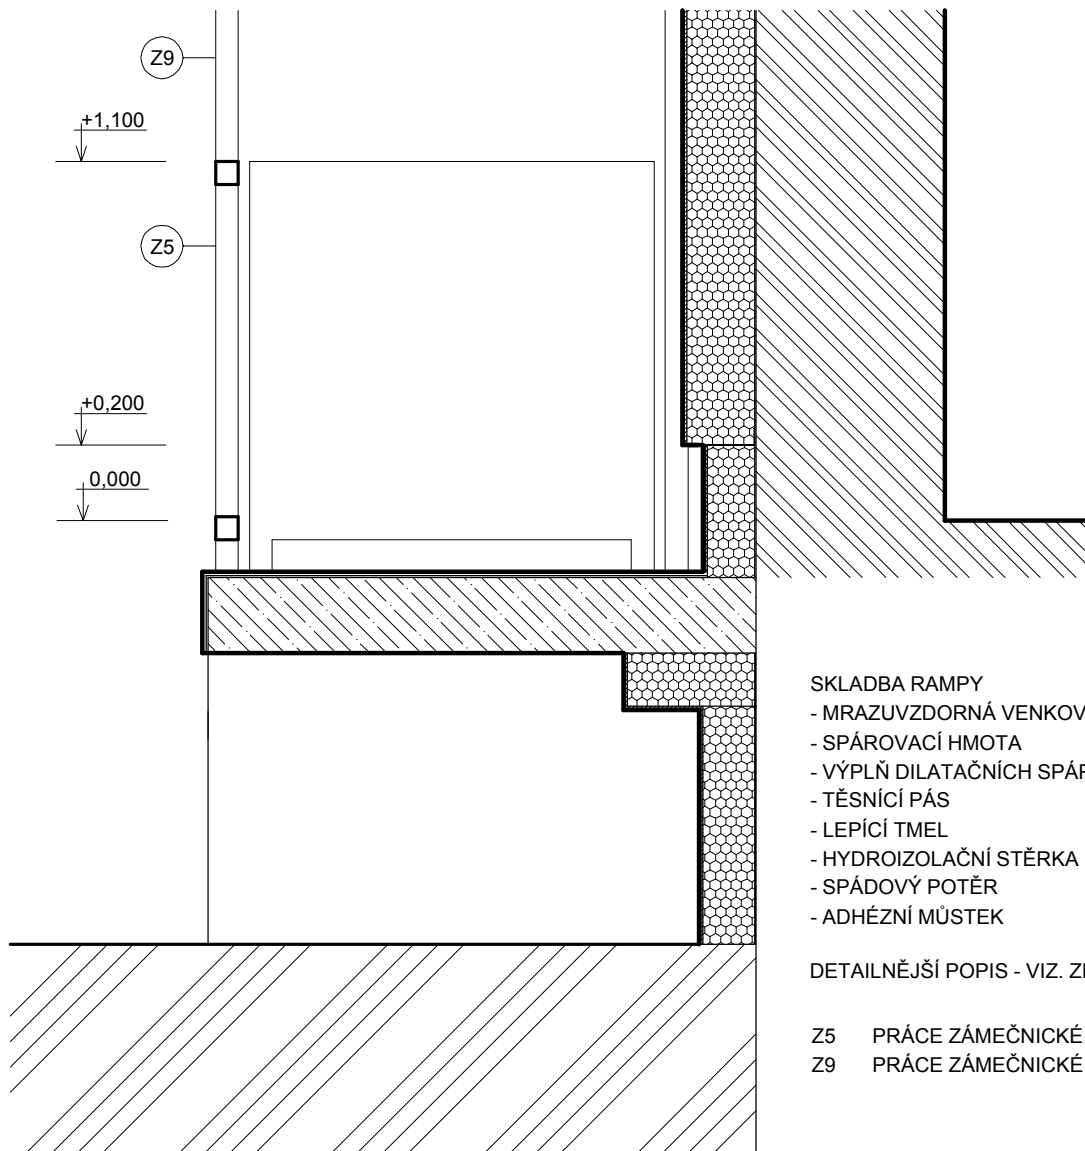 Z9
+1,100
Z5
+0,200
0,000
SKLADBA RAMPY
- MRAZUVZDORNÁ VENKOV
- SPÁROVACÍ HMOTA
- VÝPLŇ DILATAČNÍCH SPÁR
- TĚSNÍCÍ PÁS
- LEPÍCÍ TMEL
- HYDROIZOLAČNÍ STĚRKA
- SPÁDOVÝ POTĚR
- ADHÉZNÍ MŮSTEK
DETAILNĚJŠÍ POPIS - VIZ.
Z5 PRÁCE ZÁMEČNICKÉ
Z9 PRÁCE ZÁMEČNICKÉ